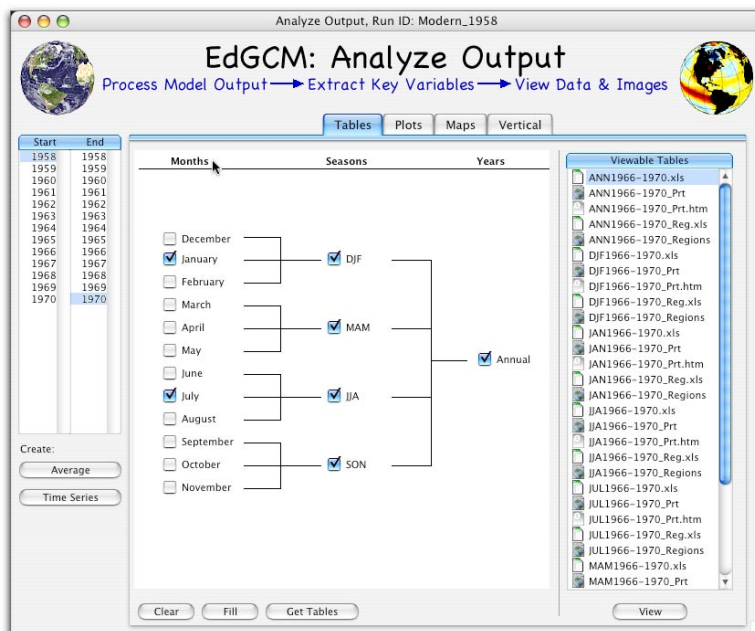 Analyze Output, Run ID: Modern_1958
EdGCM: Analyze Output
Process Model Output → Extract Key Variables → View Data & Images
Start End
1958 1958
1959 1959
1960 1960
1961 1961
1962 1962
1963 1963
1964 1964
1965 1965
1966 1966
1967 1967
1968 1968
1969 1969
1970 1970
Create:
Average
Time Series
Tables Plots Maps Vertical
Months Seasons Years
December
January
February
March
April
May
June
July
August
September
October
November
DJF
MAM
JJA
SON
Annual
Clear Fill Get Tables
Viewable Tables
ANN1966-1970.xls
ANN1966-1970_Prt
ANN1966-1970_Prt.htm
ANN1966-1970_Reg.xls
ANN1966-1970_Regions
DJF1966-1970.xls
DJF1966-1970_Prt
DJF1966-1970_Prt.htm
DJF1966-1970_Reg.xls
DJF1966-1970_Regions
JAN1966-1970.xls
JAN1966-1970_Prt
JAN1966-1970_Prt.htm
JAN1966-1970_Reg.xls
JAN1966-1970_Regions
JJA1966-1970.xls
JJA1966-1970_Prt
JJA1966-1970_Prt.htm
JJA1966-1970_Reg.xls
JJA1966-1970_Regions
JUL1966-1970.xls
JUL1966-1970_Prt
JUL1966-1970_Prt.htm
JUL1966-1970_Reg.xls
JUL1966-1970_Regions
MAM1966-1970.xls
MAM1966-1970_Prt
View